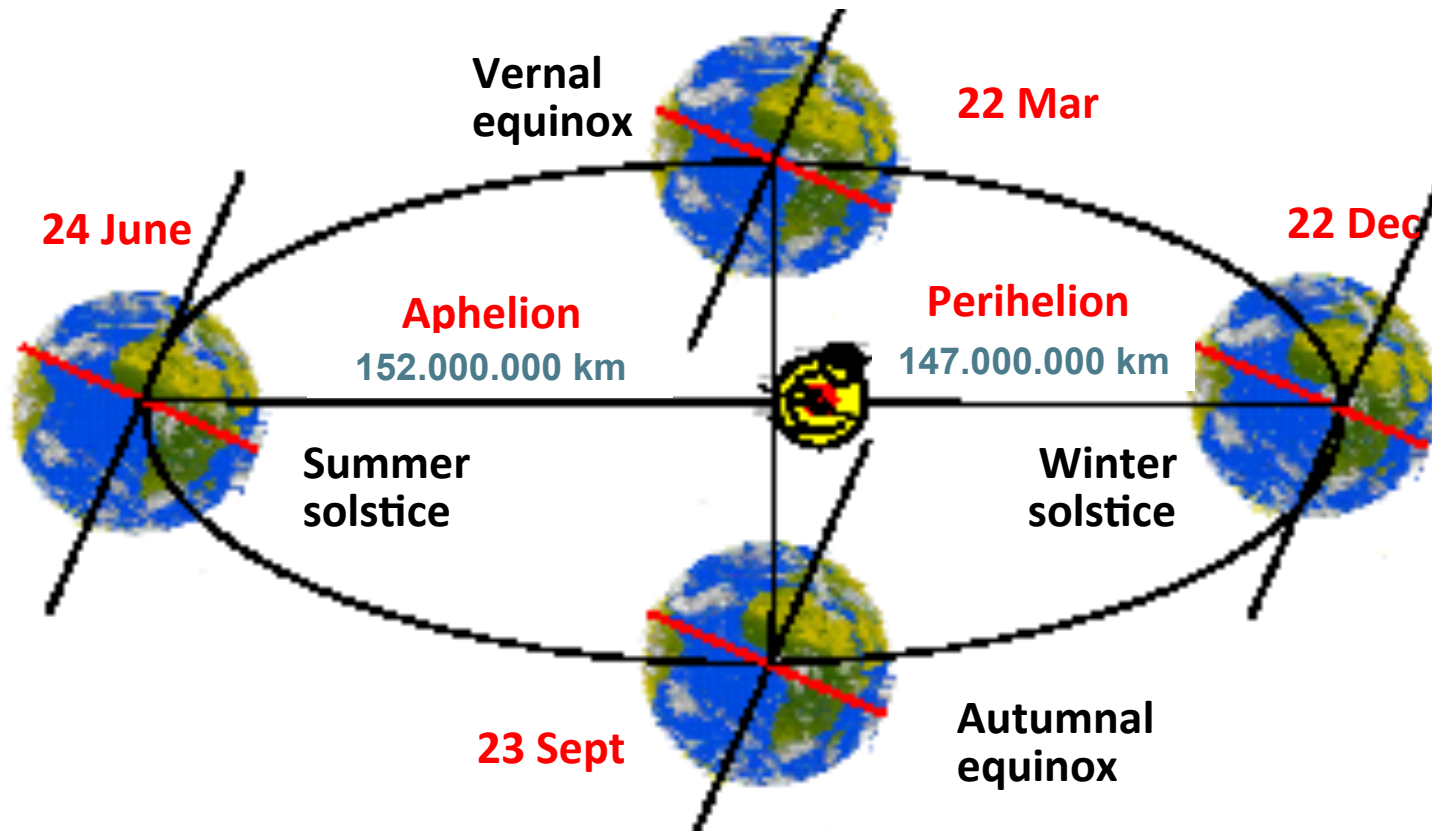 Vernal
equinox
22 Mar
24 June
22 Dec
Aphelion
152.000.000 km
Perihelion
147.000.000 km
Summer
solstice
Winter
solstice
23 Sept
Autumnal
equinox